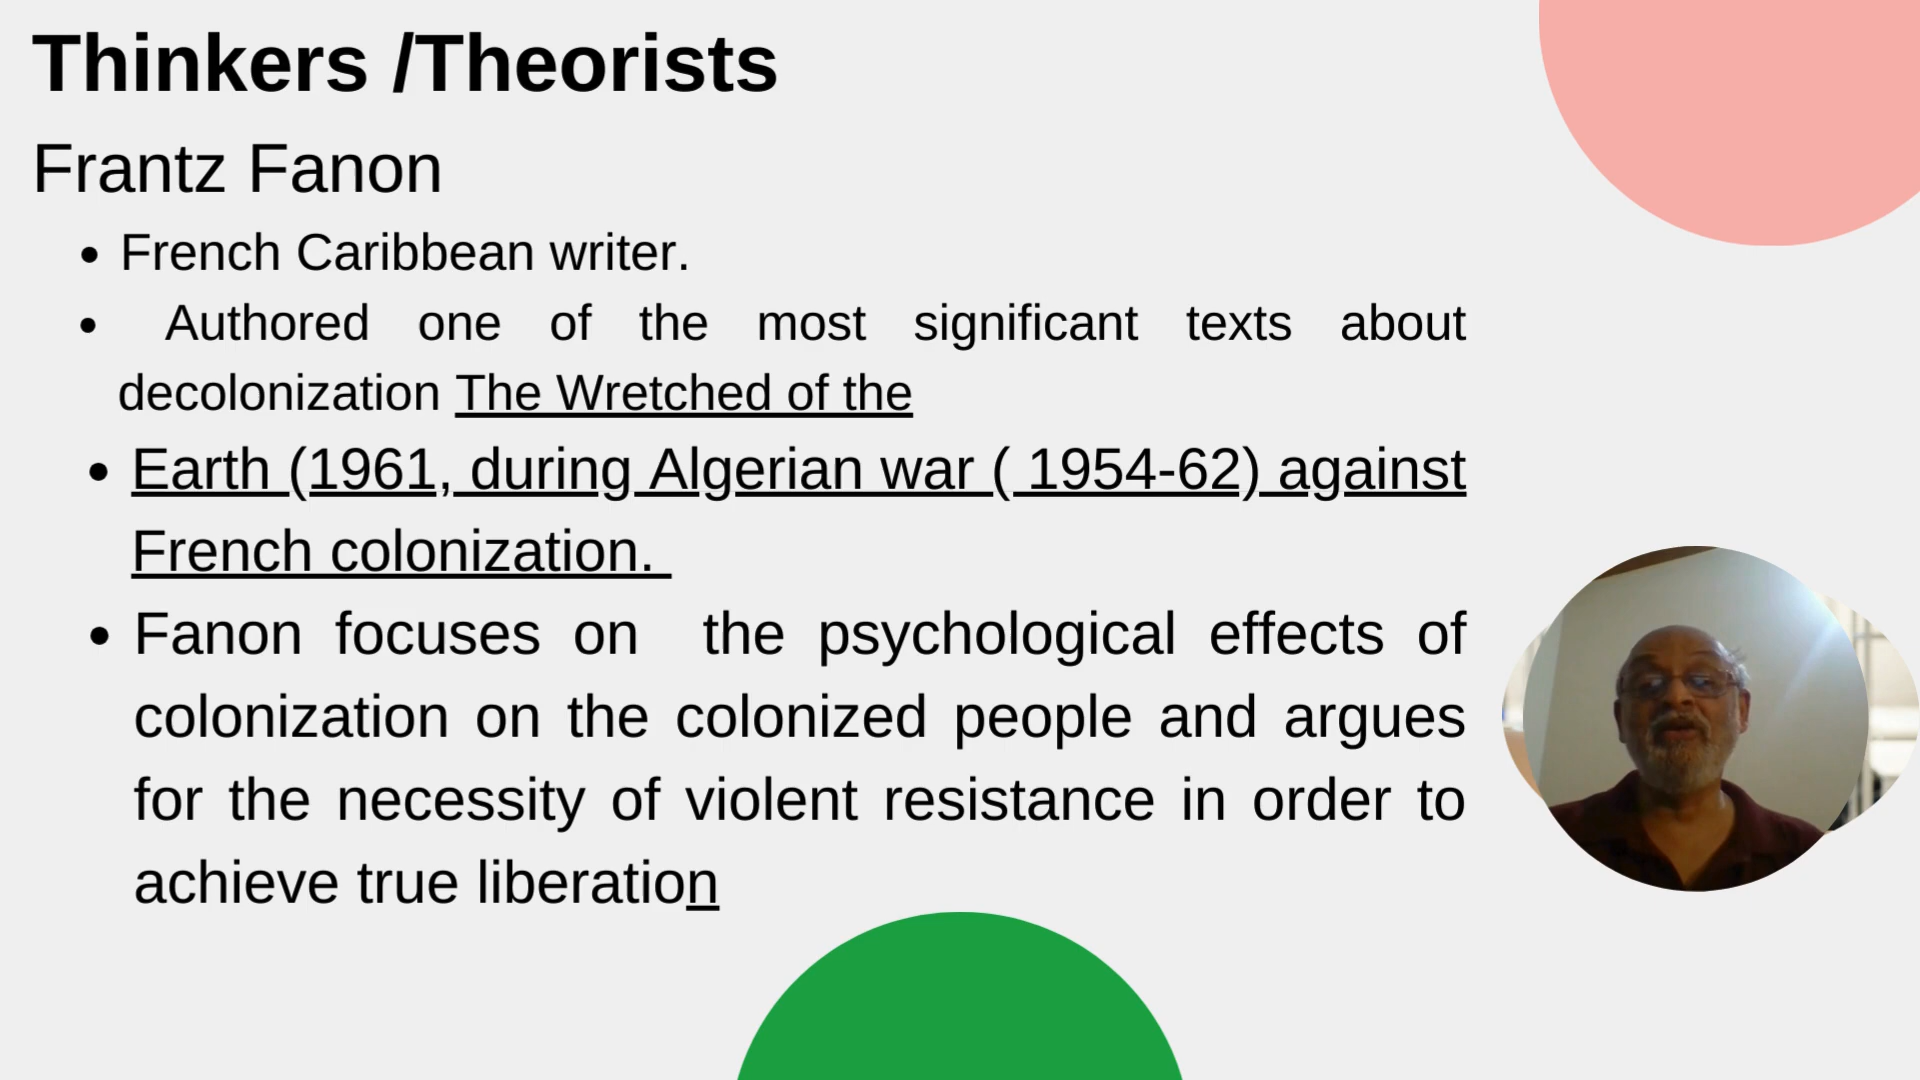 Thinkers /Theorists
Frantz Fanon
• French Caribbean writer.
• Authored one of the most significant texts about
decolonization The Wretched of the
• Earth (1961, during Algerian war ( 1954-62) against
French colonization.
• Fanon focuses on the psychological effects of
colonization on the colonized people and argues
for the necessity of violent resistance in order to
achieve true liberation